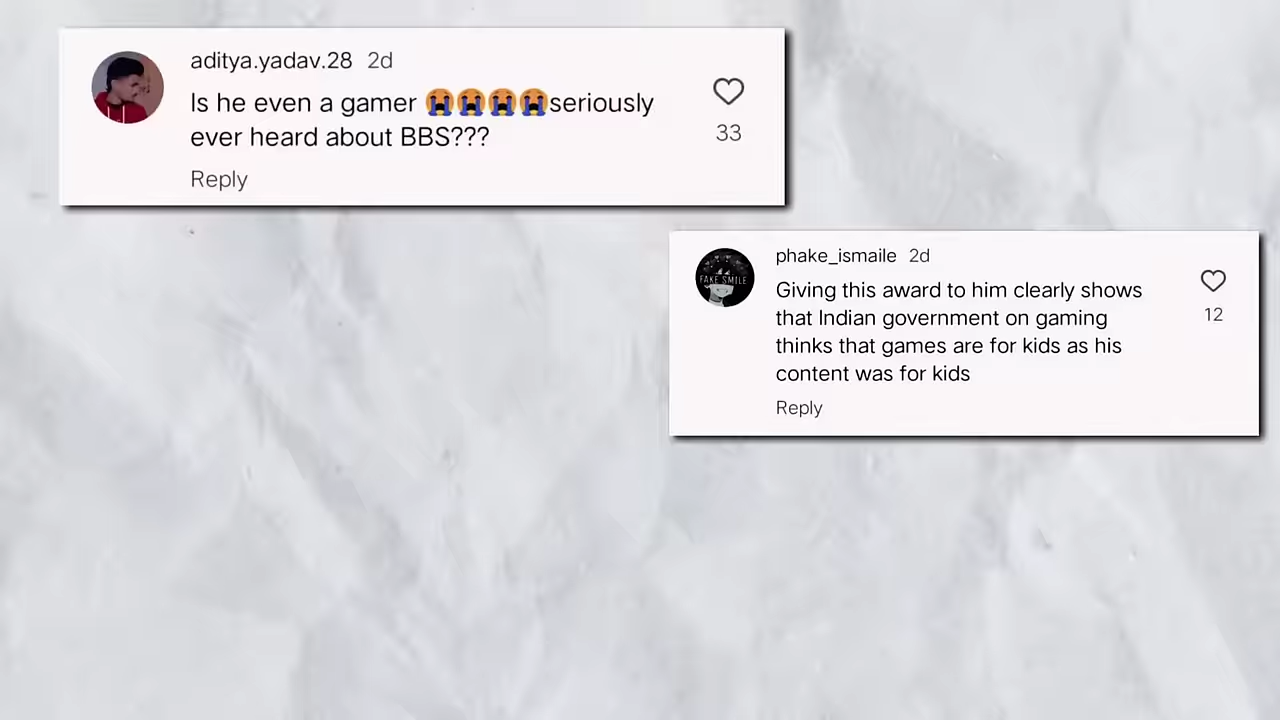 aditya.yadav.28 2d
Is he even a gamer 😭😭😭😭seriously
ever heard about BBS???
33
Reply
phake_ismaile 2d
FAKE SMILE
Giving this award to him clearly shows
that Indian government on gaming
thinks that games are for kids as his
content was for kids
12
Reply